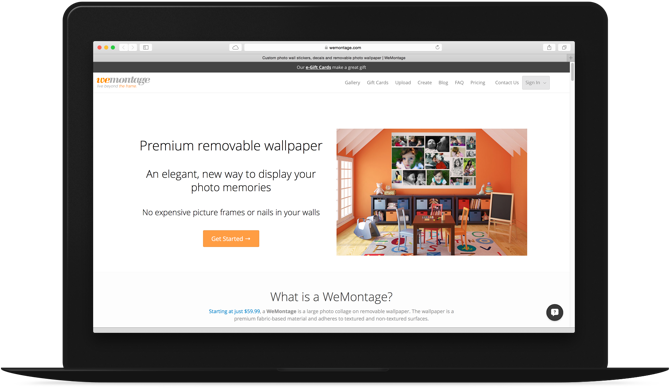 wemontage.com
Custom photo wall stickers, decals and removable photo wallpaper | WeMontage
Our e-Gift Cards make a great gift
wemontage
life beyond the frame
Gallery Gift Cards Upload Create Blog FAQ Pricing Contact Us Sign In
Premium removable wallpaper
An elegant, new way to display your
photo memories
No expensive picture frames or nails in your walls
Get Started →
What is a WeMontage?
Starting at just $59.99, a WeMontage is a large photo collage on removable wallpaper. The wallpaper is a
premium fabric-based material and adheres to textured and non-textured surfaces.